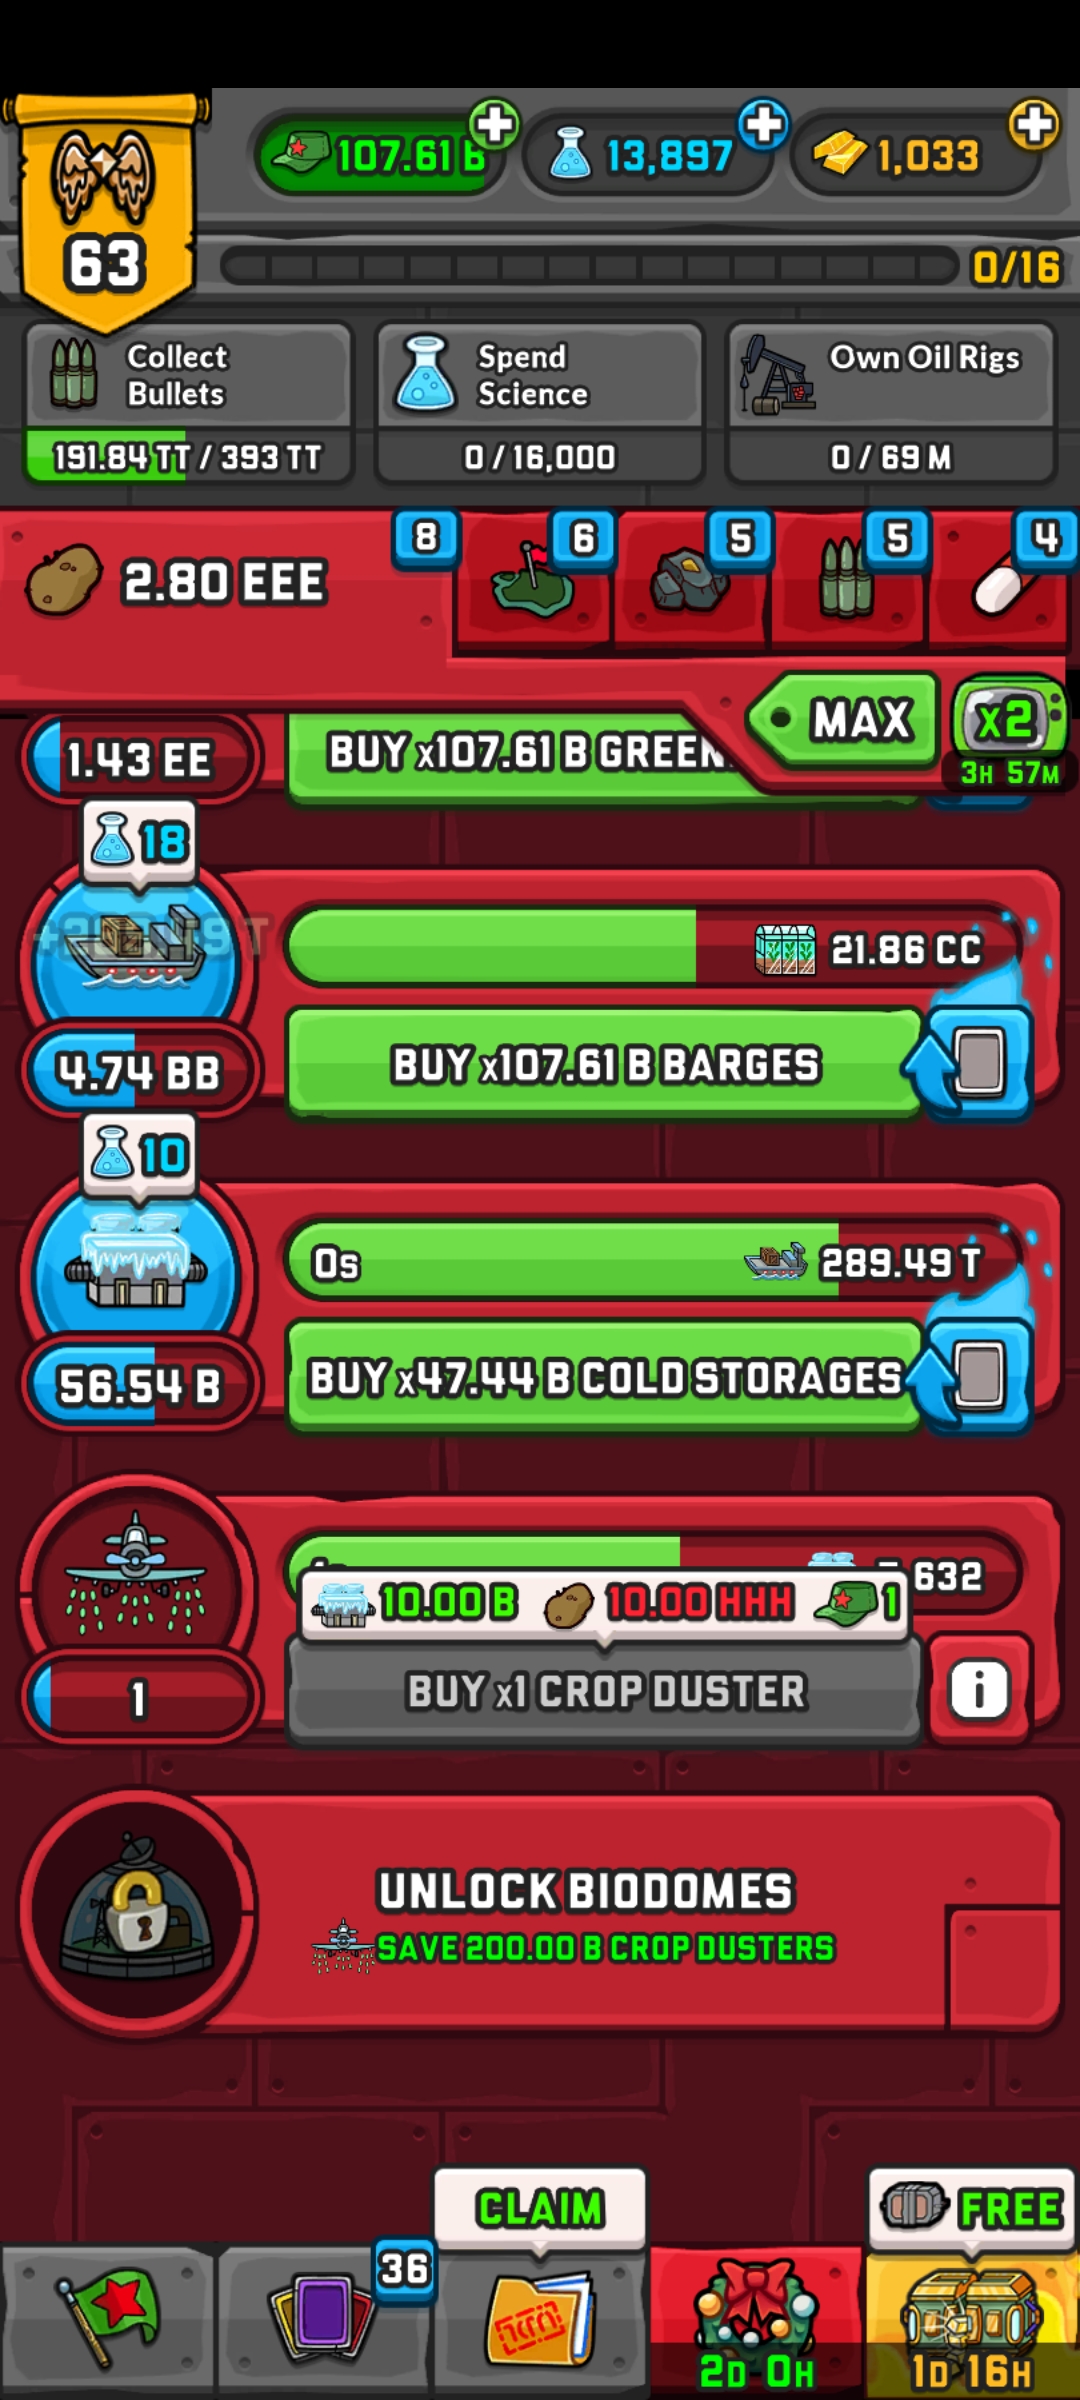 107.61 B
13,897
1,033
63
0/16
Collect
Bullets
191.84 TT / 393 TT
Spend
Science
0 / 16,000
Own Oil Rigs
0 / 69 M
2.80 EEE
8
6
5
5
4
MAX
x2
3H 57M
1.43 EE
BUY x107.61 B GREEN
18
21.86 CC
4.74 BB
BUY x107.61 B BARGES
10
0s
289.49 T
56.54 B
BUY x47.44 B COLD STORAGES
632
10.00 B
10.00 HHH
1
1
BUY x1 CROP DUSTER
i
UNLOCK BIODOMES
SAVE 200.00 B CROP DUSTERS
CLAIM
FREE
36
2D 0H
1D 16H